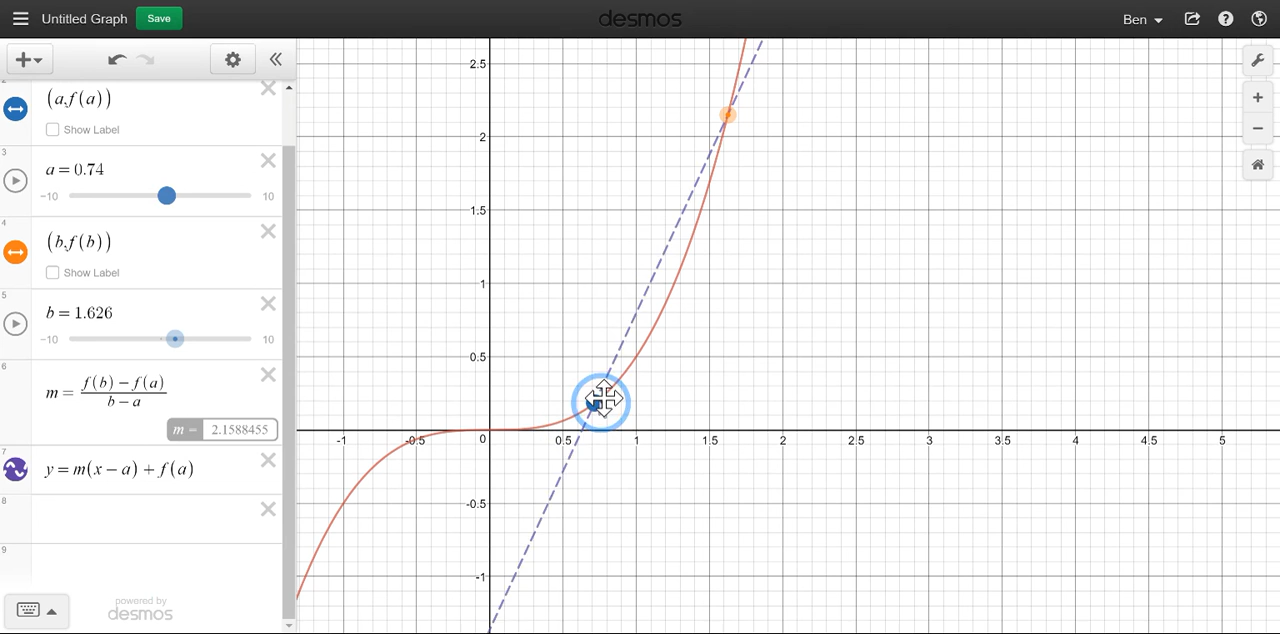 Untitled Graph Save desmos Ben
(a,f(a))
Show Label
3
a = 0.74
−10 10
4
(b,f(b))
Show Label
5
b = 1.626
−10 10
6
m = \frac{f(b) − f(a)}{b − a}
m = 2.1588455
7
y = m(x − a) + f(a)
8
9
powered by
desmos
2.5
2
1.5
1
0.5
-1 -0.5 0 0.5 1 1.5 2 2.5 3 3.5 4 4.5 5
-0.5
-1